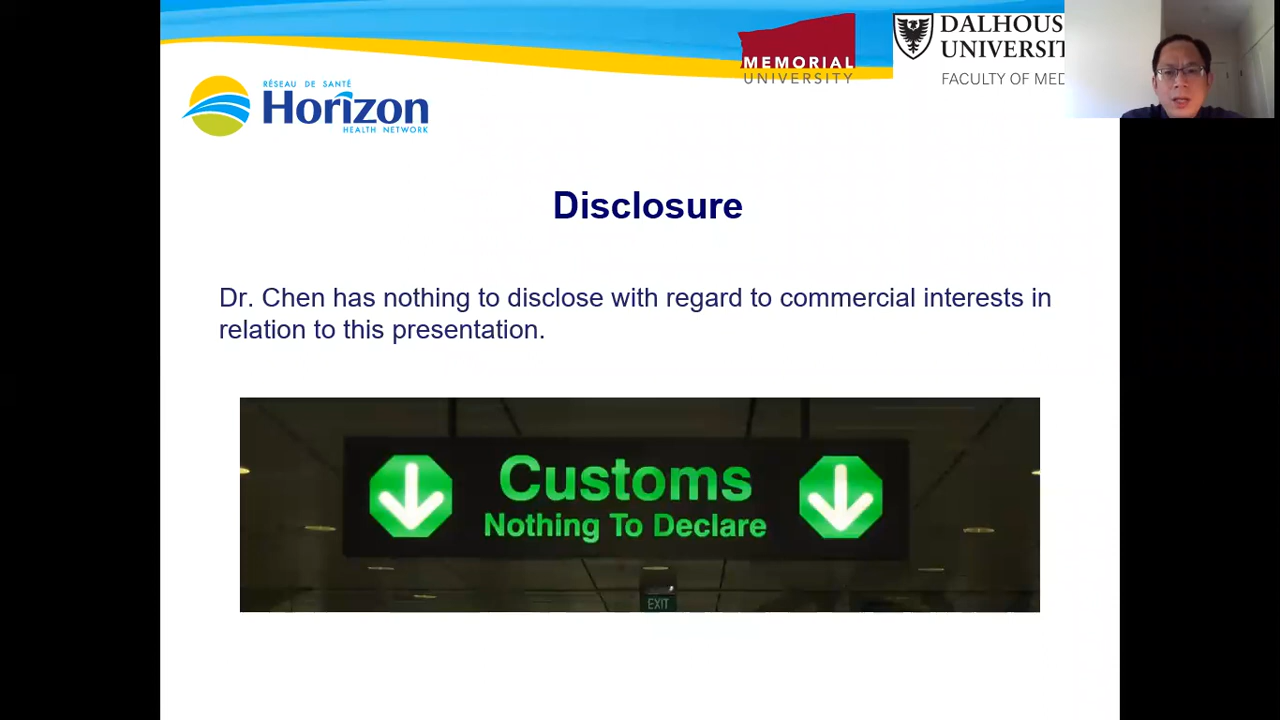 MEMORIAL
UNIVERSITY
DALHOUS
UNIVERSIT
FACULTY OF MED
RÉSEAU DE SANTÉ
Horizon
HEALTH NETWORK
Disclosure
Dr. Chen has nothing to disclose with regard to commercial interests in
relation to this presentation.
Customs
Nothing To Declare
EXIT